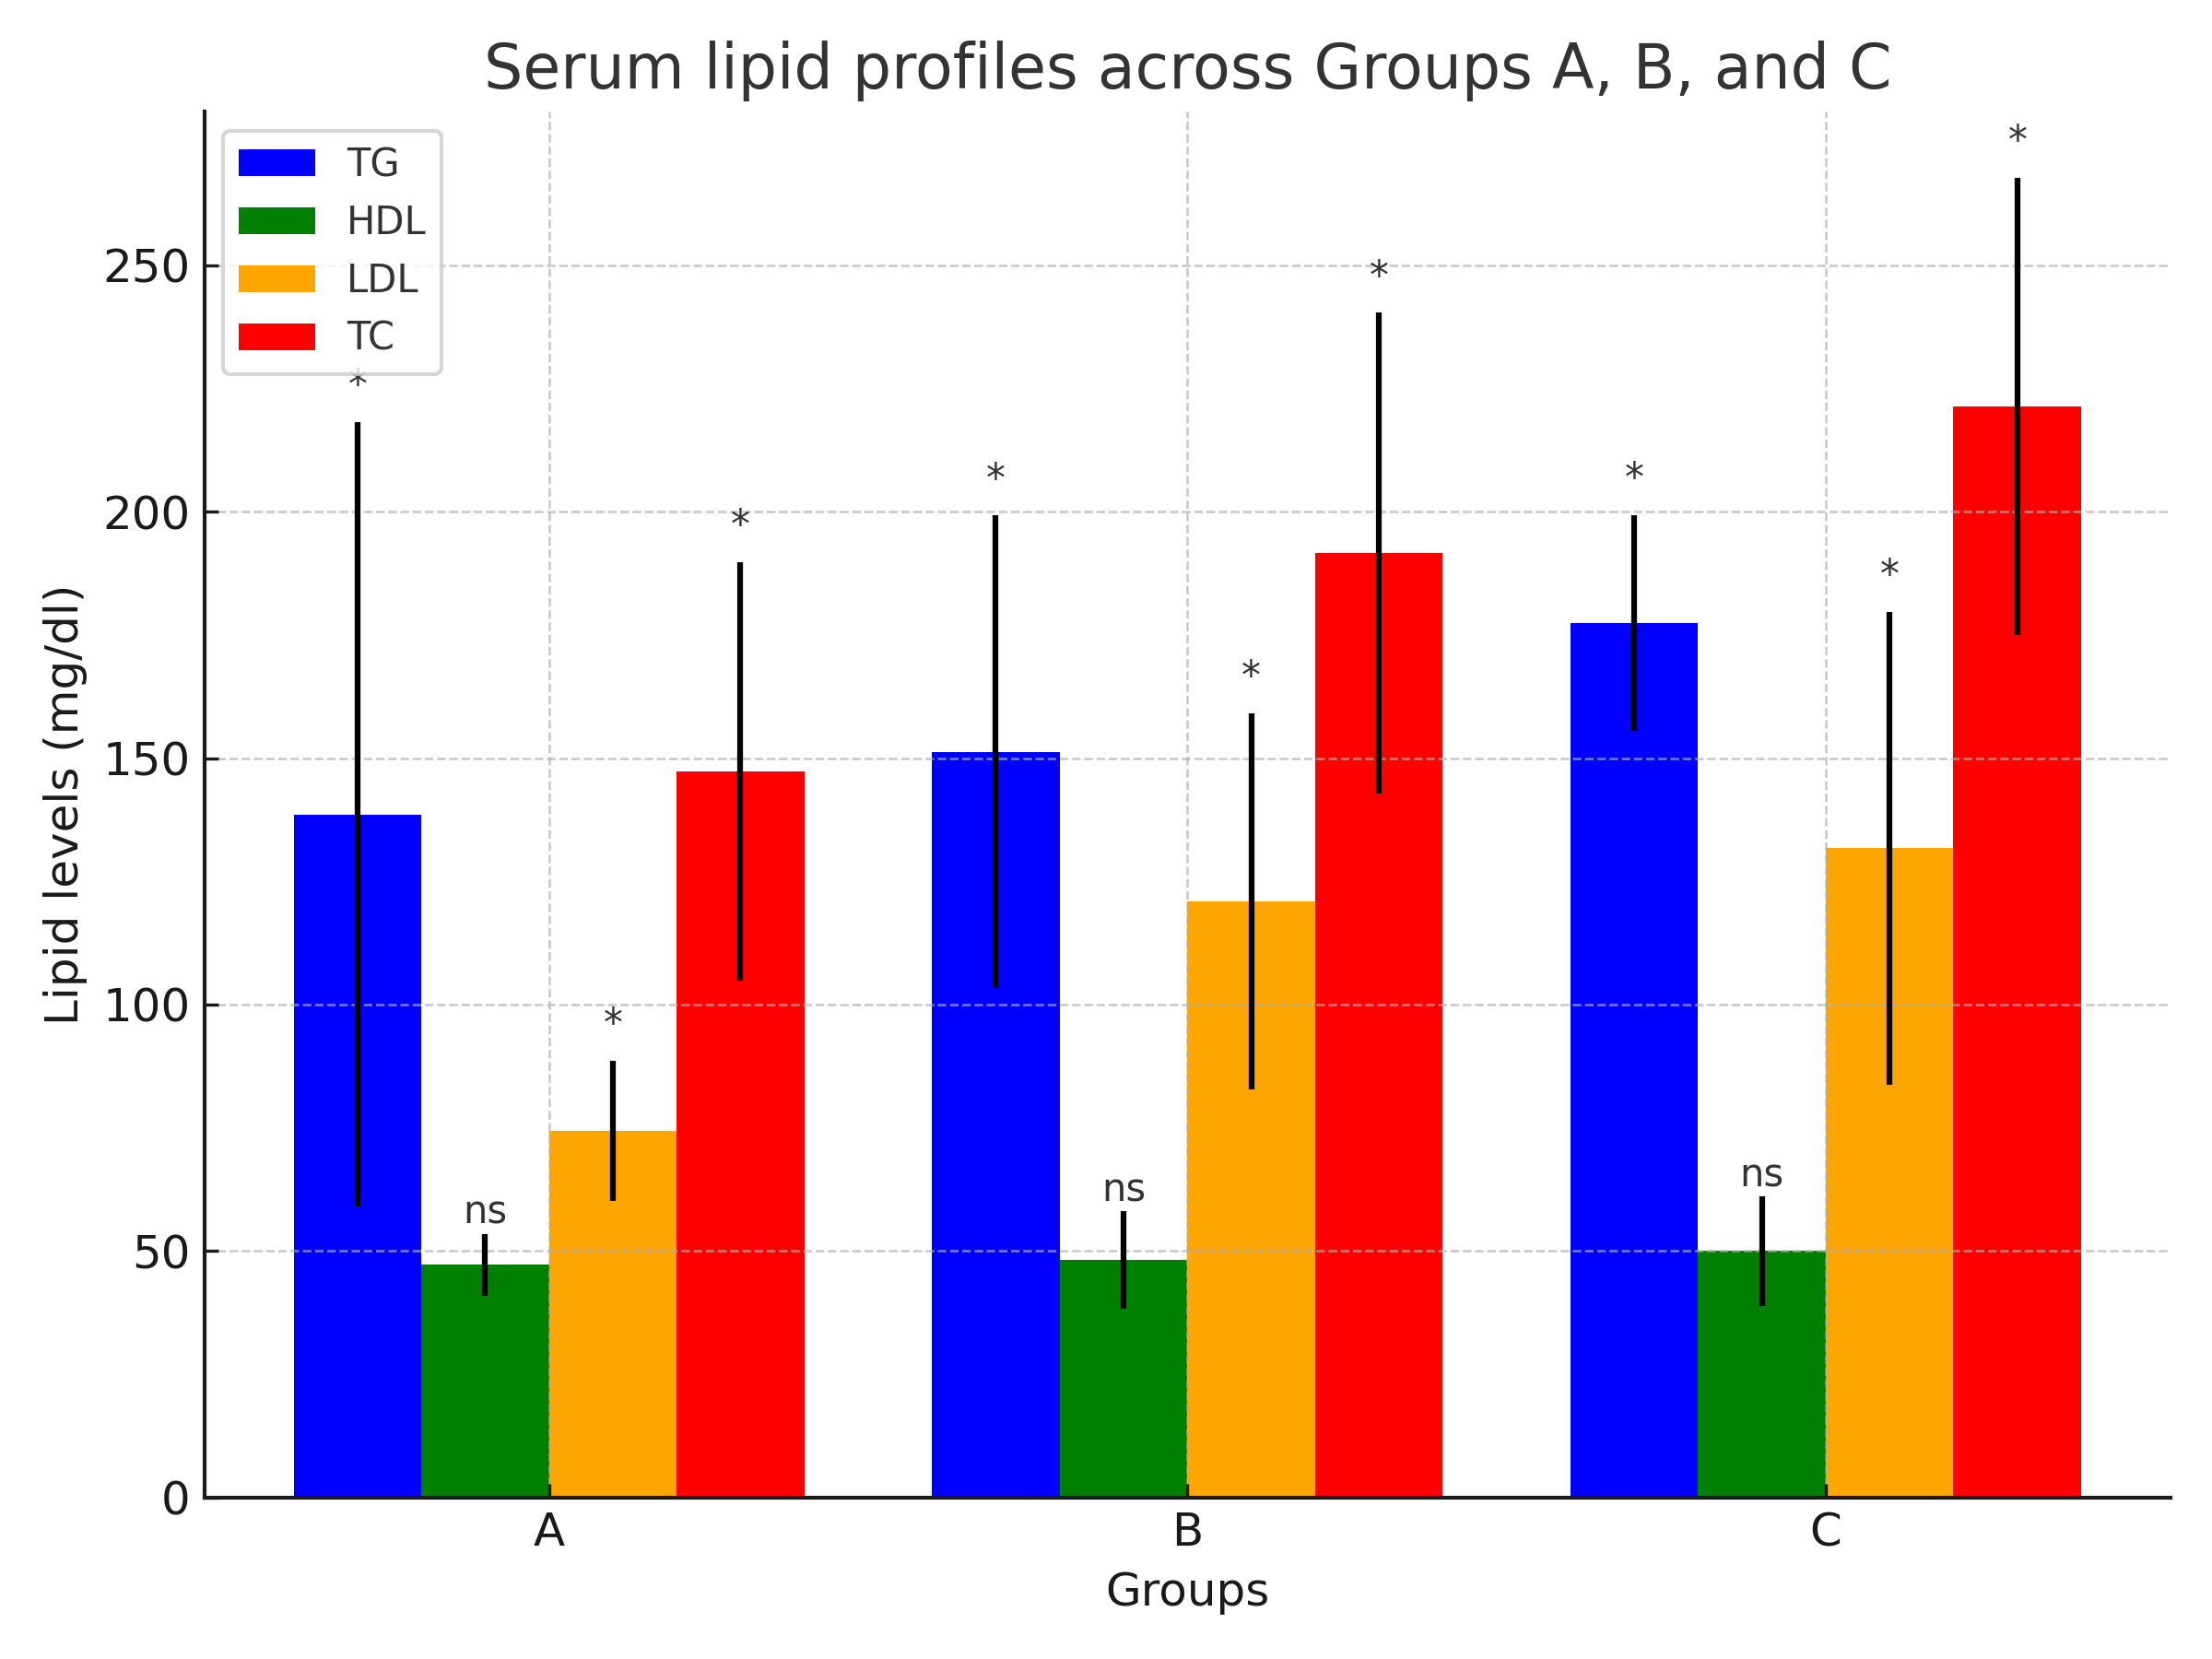 Serum lipid profiles across Groups A, B, and C
TG
HDL
LDL
TC
Lipid levels (mg/dl)
250
200
150
100
50
0
*
ns
*
*
*
ns
*
*
*
ns
*
*
A
B
C
Groups